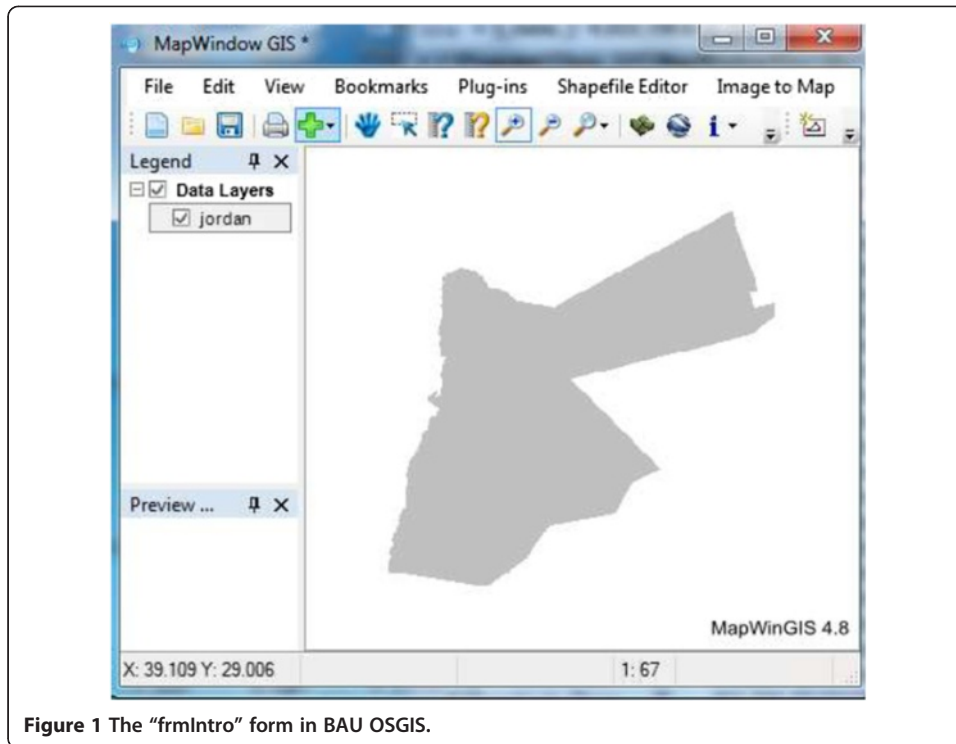 MapWindow GIS *
File Edit View Bookmarks Plug-ins Shapefile Editor Image to Map
Legend
Data Layers
jordan
Preview ...
MapWinGIS 4.8
X: 39.109 Y: 29.006 1: 67
Figure 1 The “frmIntro” form in BAU OSGIS.